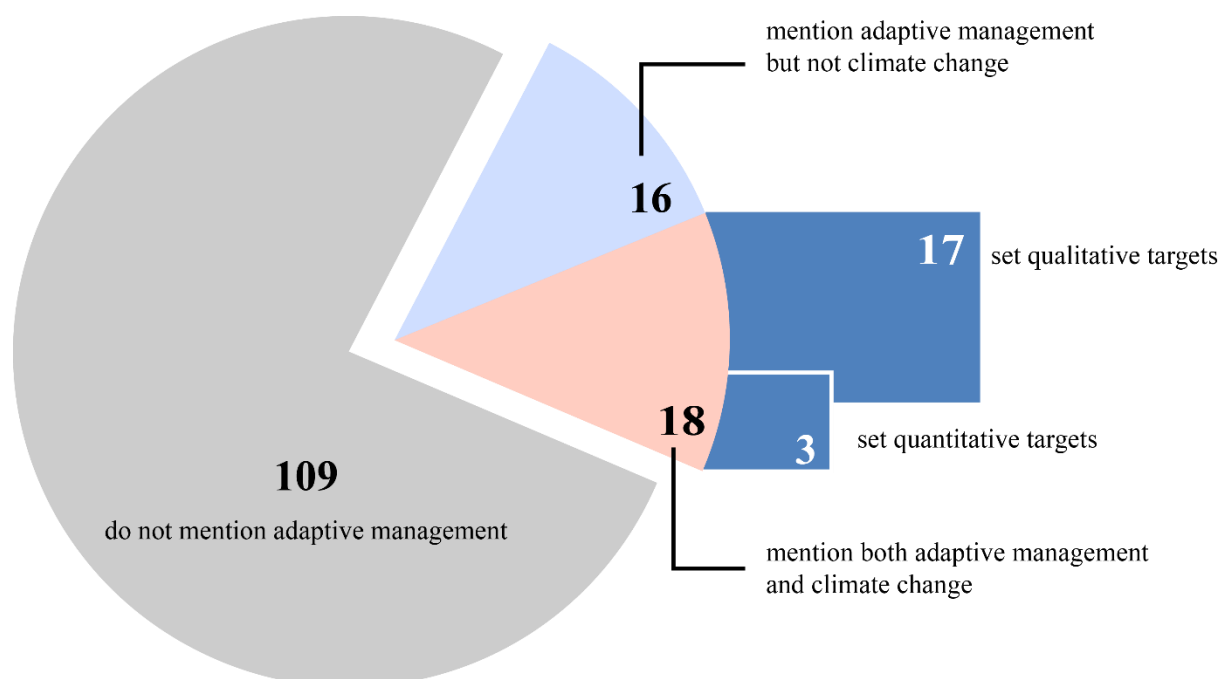 mention adaptive management
but not climate change
16
17
set qualitative targets
18
3
set quantitative targets
109
do not mention adaptive management
mention both adaptive management
and climate change